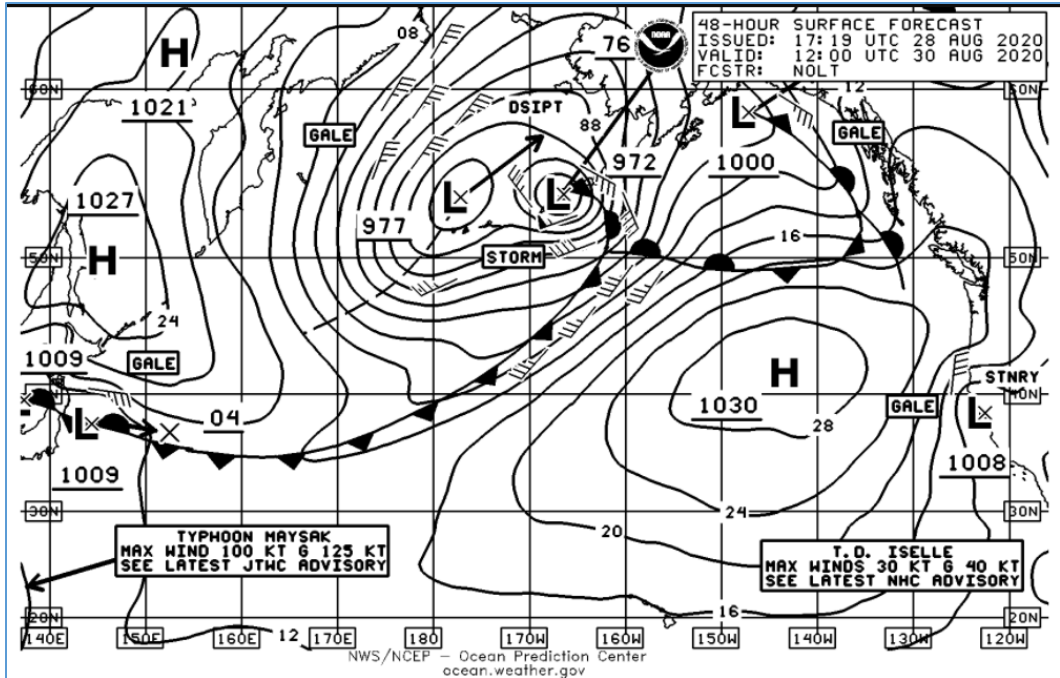 48-HOUR SURFACE FORECAST
ISSUED: 17:19 UTC 28 AUG 2020
VALID: 12:00 UTC 30 AUG 2020
FCSTR: NOLT
NOAA
08
76
12
H
60N
1021
DSIPT
L
GALE
88
GALE
972
1000
1027
L
L
977
16
H
50N
STORM
24
1009
GALE
H
STNRY
40N
1030
GALE
04
L
L
28
1009
1008
24
30N
20
TYPHOON MAYSAK
MAX WIND 100 KT G 125 KT
SEE LATEST JTWC ADVISORY
T.D. ISELLE
MAX WINDS 30 KT G 40 KT
SEE LATEST NHC ADVISORY
20N
16
12
140E 150E 160E 170E 180 170W 160W 150W 140W 130W 120W
NWS/NCEP – Ocean Prediction Center
ocean.weather.gov